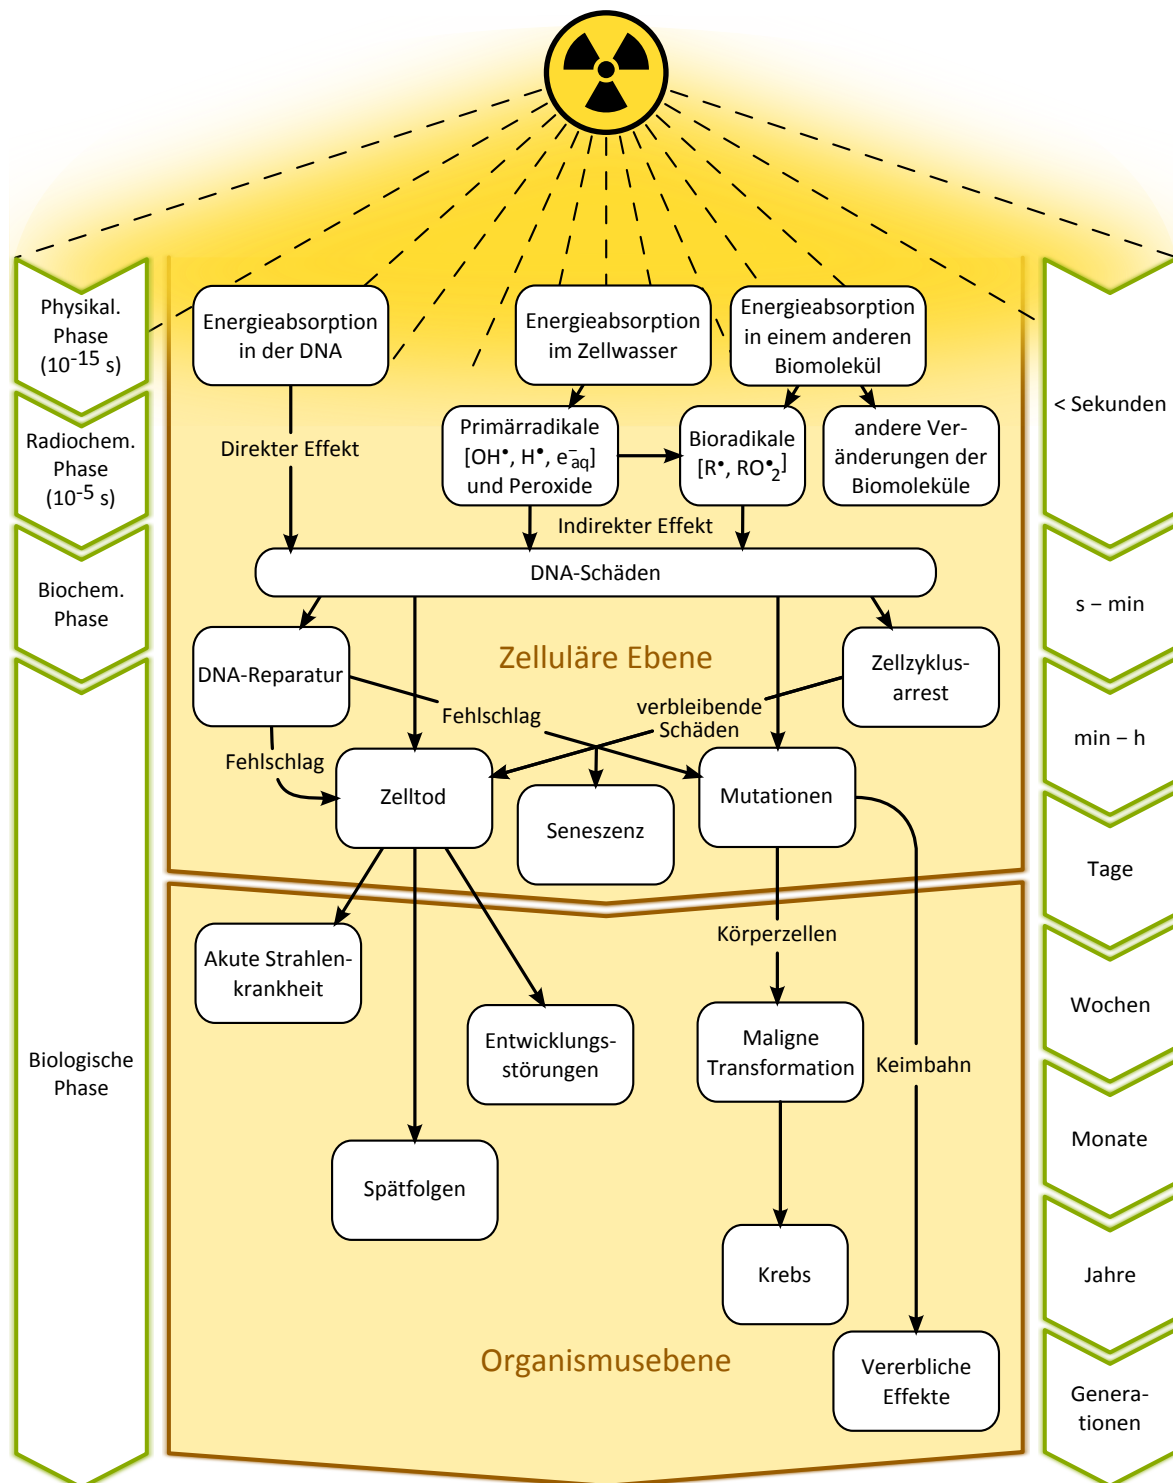 Physikal.
Phase
(10⁻¹⁵ s)
Radiochem.
Phase
(10⁻⁵ s)
Biochem.
Phase
Biologische
Phase
Energieabsorption
in der DNA
Energieabsorption
im Zellwasser
Energieabsorption
in einem anderen
Biomolekül
Direkter Effekt
Primärradikale
[OH•, H•, e⁻aq]
und Peroxide
Bioradikale
[R•, RO•₂]
andere Ver-
änderungen der
Biomoleküle
Indirekter Effekt
DNA-Schäden
DNA-Reparatur
Zelluläre Ebene
Zellzyklus-
arrest
Fehlschlag
verbleibende
Schäden
Fehlschlag
Zelltod
Seneszenz
Mutationen
Körperzellen
Keimbahn
Akute Strahlen-
krankheit
Entwicklungs-
störungen
Maligne
Transformation
Spätfolgen
Krebs
Vererbliche
Effekte
Organismusebene
< Sekunden
s – min
min – h
Tage
Wochen
Monate
Jahre
Genera-
tionen